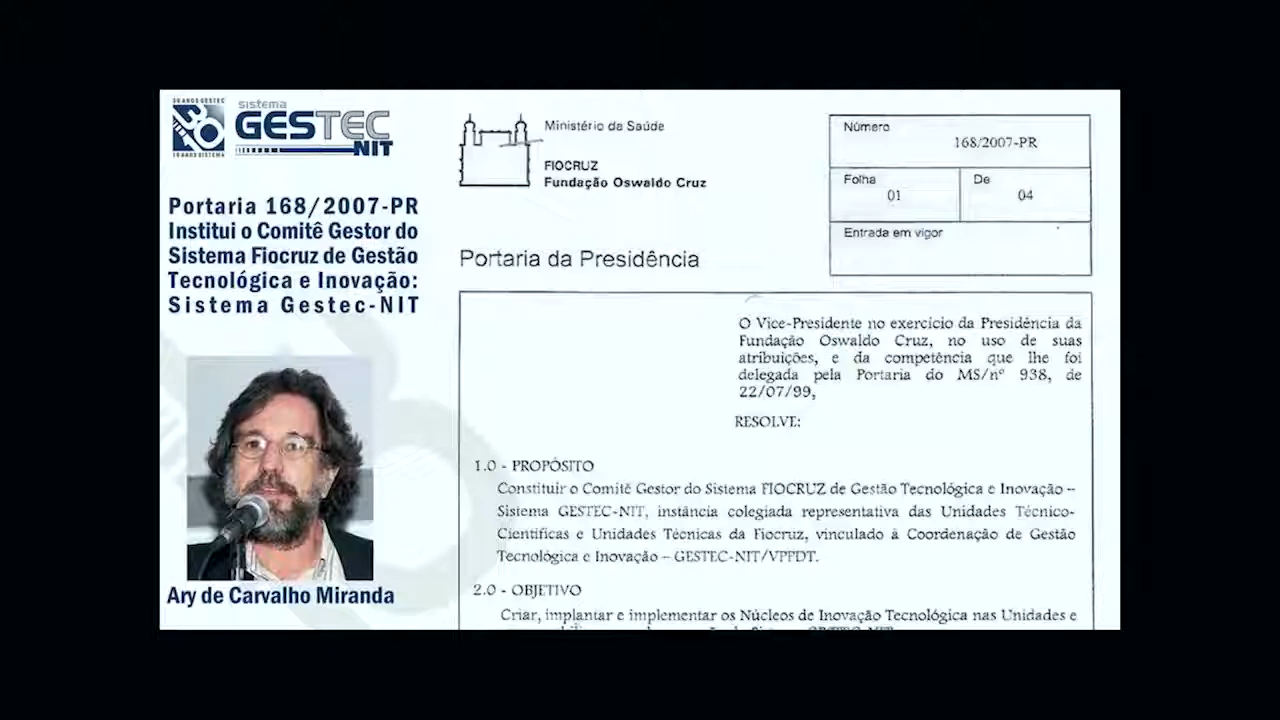 30 ANOS GESTEC
10 ANOS SISTEMA
sistema
GESTEC
NIT
Portaria 168/2007-PR
Institui o Comitê Gestor do
Sistema Fiocruz de Gestão
Tecnológica e Inovação:
Sistema Gestec-NIT
Ary de Carvalho Miranda
Ministério da Saúde
FIOCRUZ
Fundação Oswaldo Cruz
Número
168/2007-PR
Folha
01
De
04
Entrada em vigor
Portaria da Presidência
O Vice-Presidente no exercício da Presidência da
Fundação Oswaldo Cruz, no uso de suas
atribuições, e da competência que lhe foi
delegada pela Portaria do MS/nº 938, de
22/07/99,
RESOLVE:
1.0 - PROPÓSITO
Constituir o Comitê Gestor do Sistema FIOCRUZ de Gestão Tecnológica e Inovação –
Sistema GESTEC-NIT, instância colegiada representativa das Unidades Técnico-
Científicas e Unidades Técnicas da Fiocruz, vinculado à Coordenação de Gestão
Tecnológica e Inovação – GESTEC-NIT/VPPDT.
2.0 - OBJETIVO
Criar, implantar e implementar os Núcleos de Inovação Tecnológica nas Unidades e